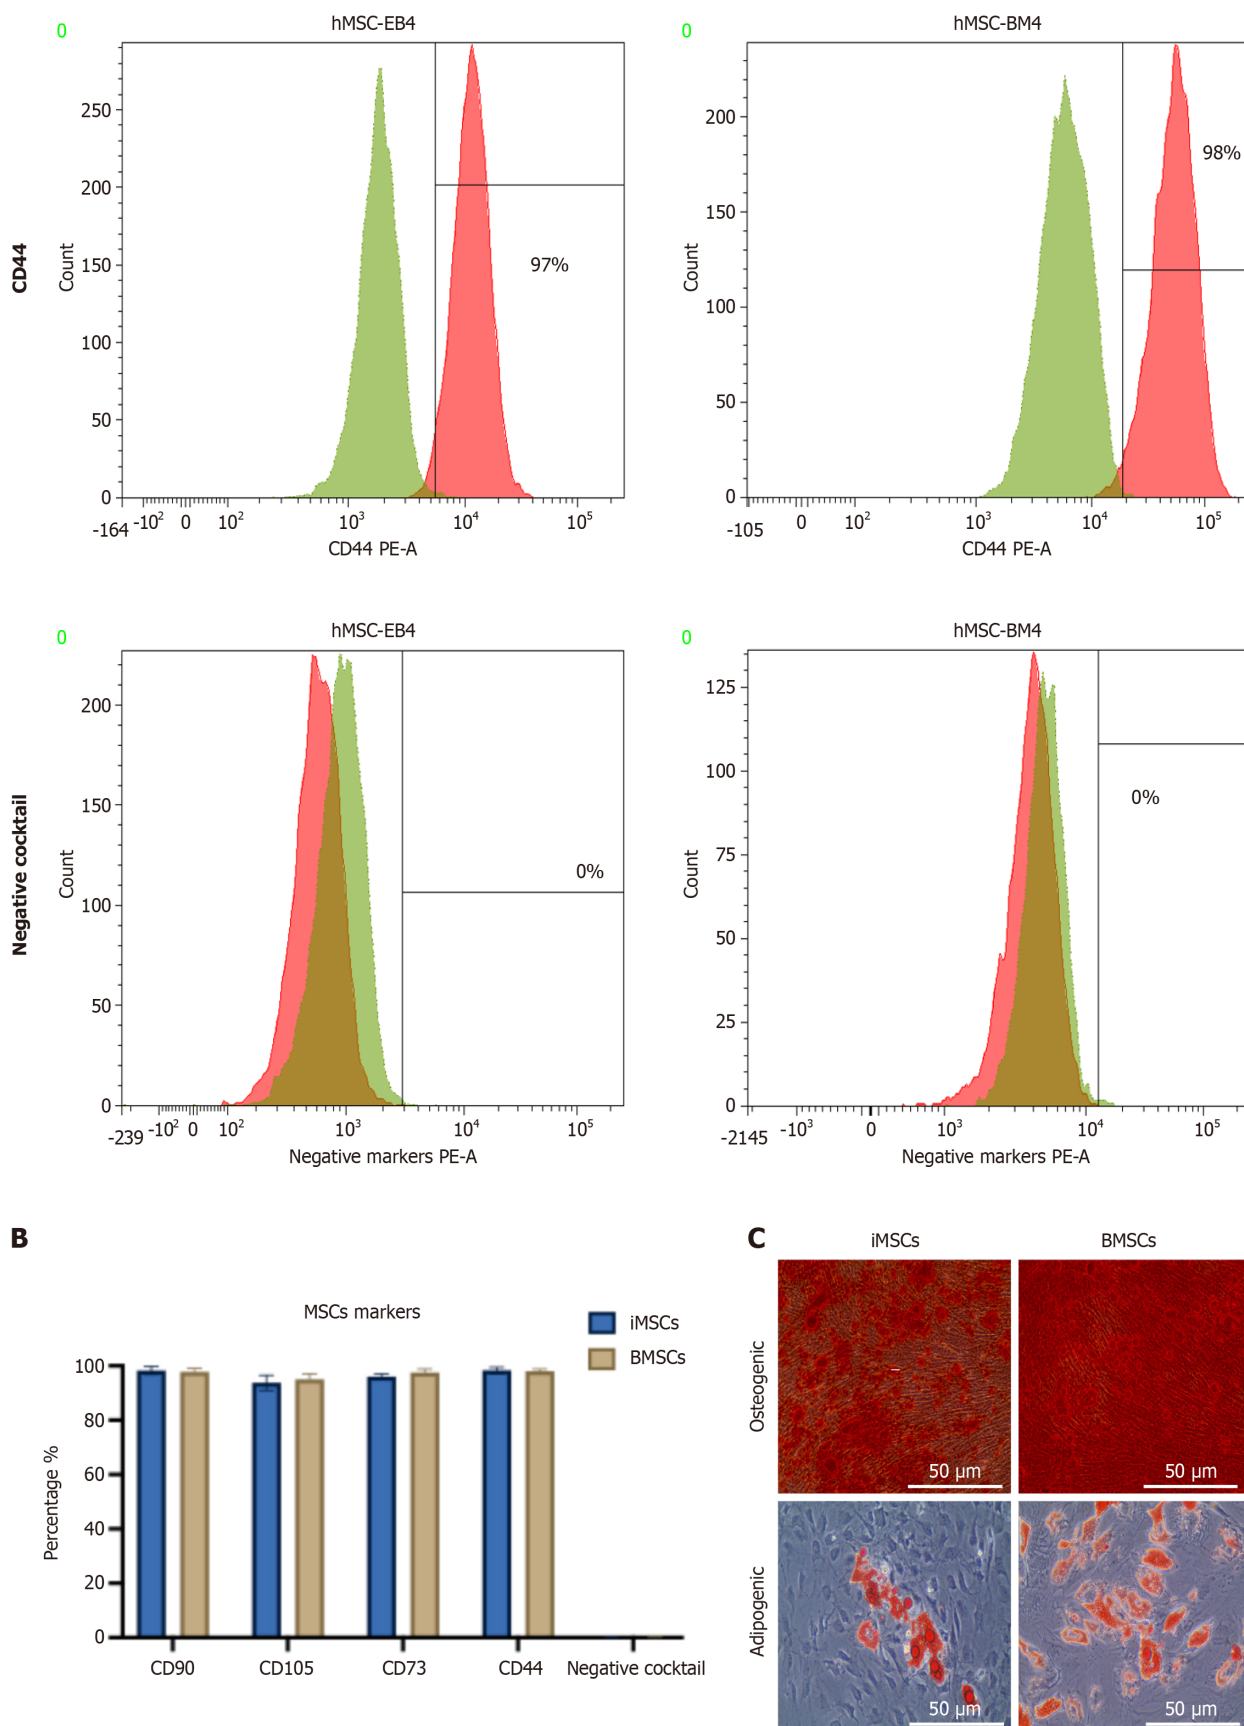 0
hMSC-EB4
0
hMSC-BM4
CD44
Count
250
200
150
100
50
0
97%
-164 -10² 0 10² 10³ 10⁴ 10⁵
CD44 PE-A
Count
200
150
100
50
0
98%
-105 0 10² 10³ 10⁴ 10⁵
CD44 PE-A
0
hMSC-EB4
0
hMSC-BM4
Negative cocktail
Count
200
150
100
50
0
0%
-239 -10² 0 10² 10³ 10⁴ 10⁵
Negative markers PE-A
Count
125
100
75
50
25
0
0%
-2145 -10³ 0 10³ 10⁴ 10⁵
Negative markers PE-A
B
MSCs markers
iMSCs
BMSCs
Percentage %
100
80
60
40
20
0
CD90 CD105 CD73 CD44 Negative cocktail
C
iMSCs BMSCs
Osteogenic
50 µm 50 µm
Adipogenic
50 µm 50 µm